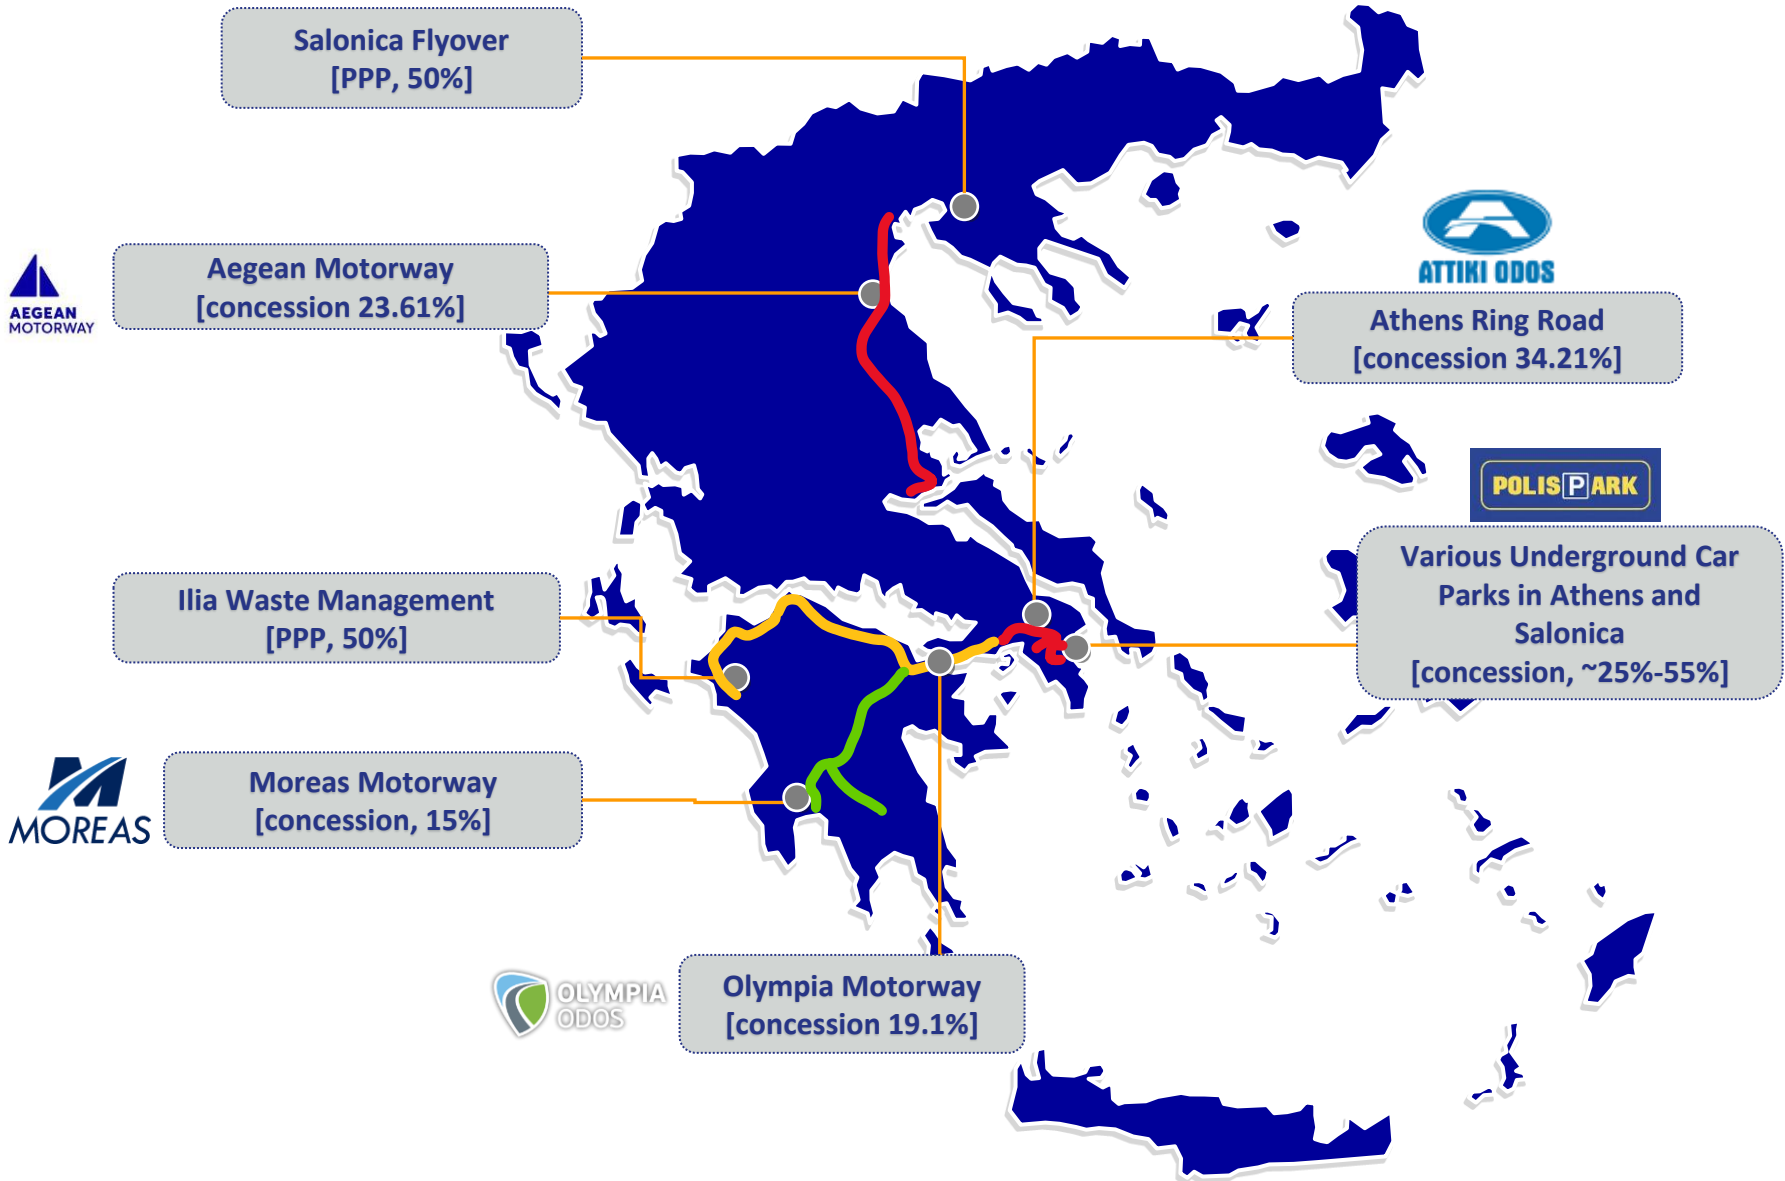 Salonica Flyover
[PPP, 50%]
AEGEAN
MOTORWAY
Aegean Motorway
[concession 23.61%]
ATTIKI ODOS
Athens Ring Road
[concession 34.21%]
POLIS PARK
Various Underground Car
Parks in Athens and
Salonica
[concession, ~25%-55%]
Ilia Waste Management
[PPP, 50%]
MOREAS
Moreas Motorway
[concession, 15%]
OLYMPIA
ODOS
Olympia Motorway
[concession 19.1%]